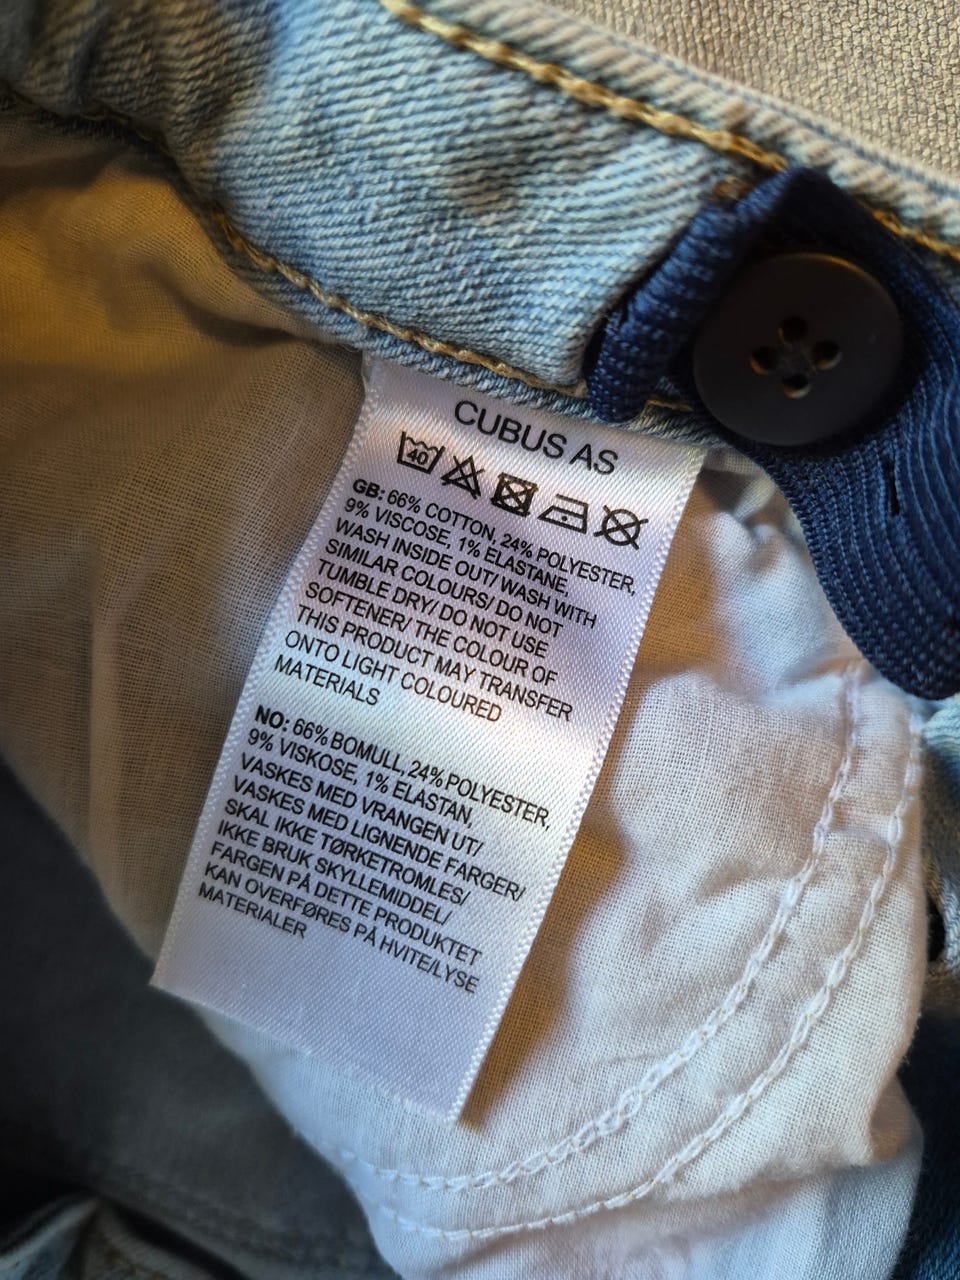 CUBUS AS
40
GB: 66% COTTON, 24% POLYESTER,
9% VISCOSE, 1% ELASTANE,
WASH INSIDE OUT/ WASH WITH
SIMILAR COLOURS/ DO NOT
TUMBLE DRY/ DO NOT USE
SOFTENER/ THE COLOUR OF
THIS PRODUCT MAY TRANSFER
ONTO LIGHT COLOURED
MATERIALS
NO: 66% BOMULL, 24% POLYESTER,
9% VISKOSE, 1% ELASTAN,
VASKES MED VRANGEN UT/
VASKES MED LIGNENDE FARGER/
SKAL IKKE TØRKETROMLES/
IKKE BRUK SKYLLEMIDDEL/
FARGEN PÅ DETTE PRODUKTET
KAN OVERFØRES PÅ HVITE/LYSE
MATERIALER